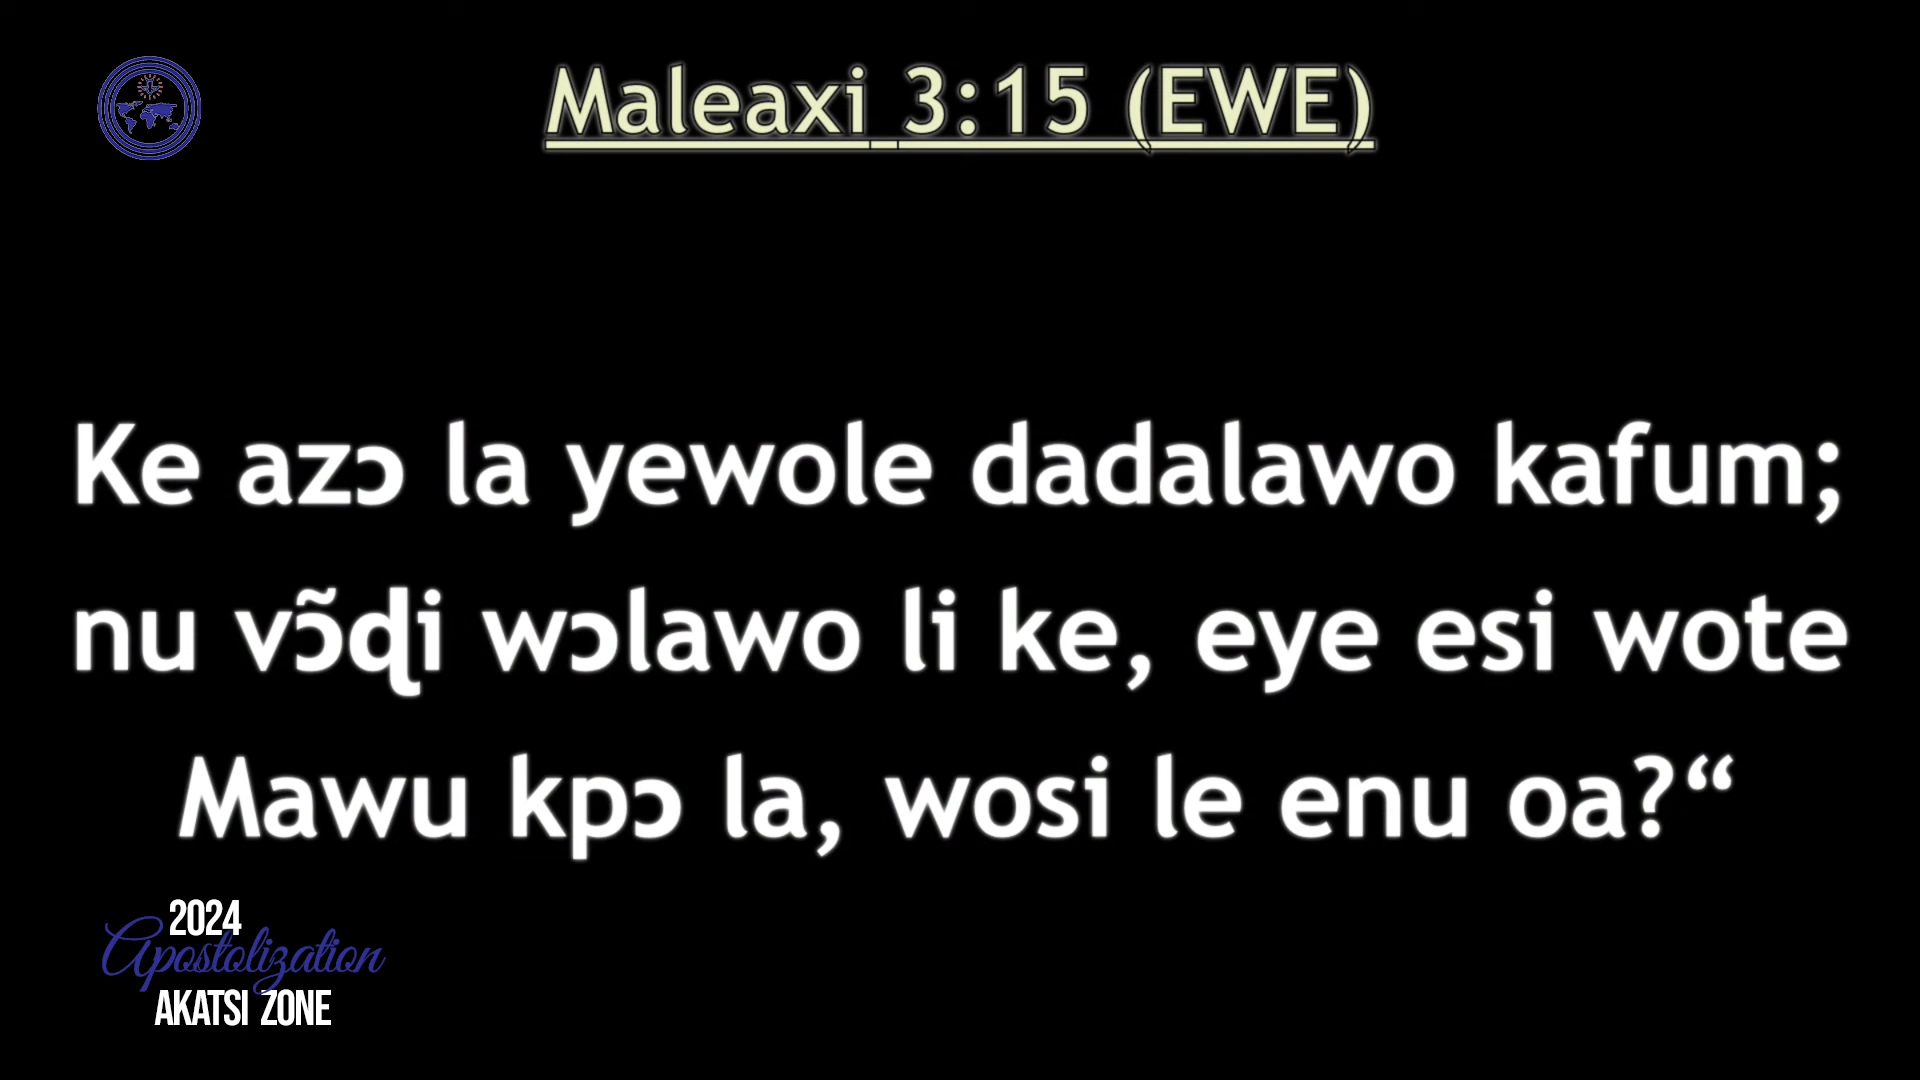 Maleaxi 3:15 (EWE)
Ke azɔ la yewole dadalawo kafum;
nu vɔ̃ɖi wɔlawo li ke, eye esi wote
Mawu kpɔ la, wosi le enu oa?“
2024
Apostolization
AKATSI ZONE